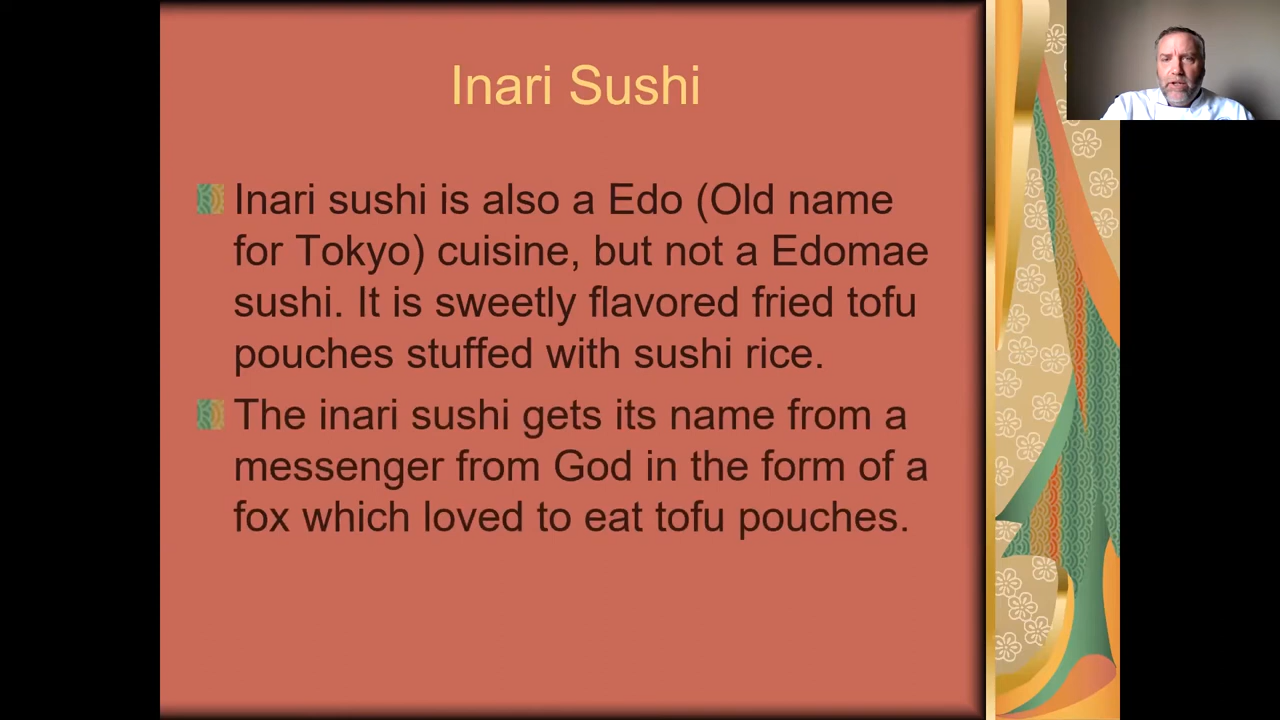 Inari Sushi
Inari sushi is also a Edo (Old name
for Tokyo) cuisine, but not a Edomae
sushi. It is sweetly flavored fried tofu
pouches stuffed with sushi rice.
The inari sushi gets its name from a
messenger from God in the form of a
fox which loved to eat tofu pouches.